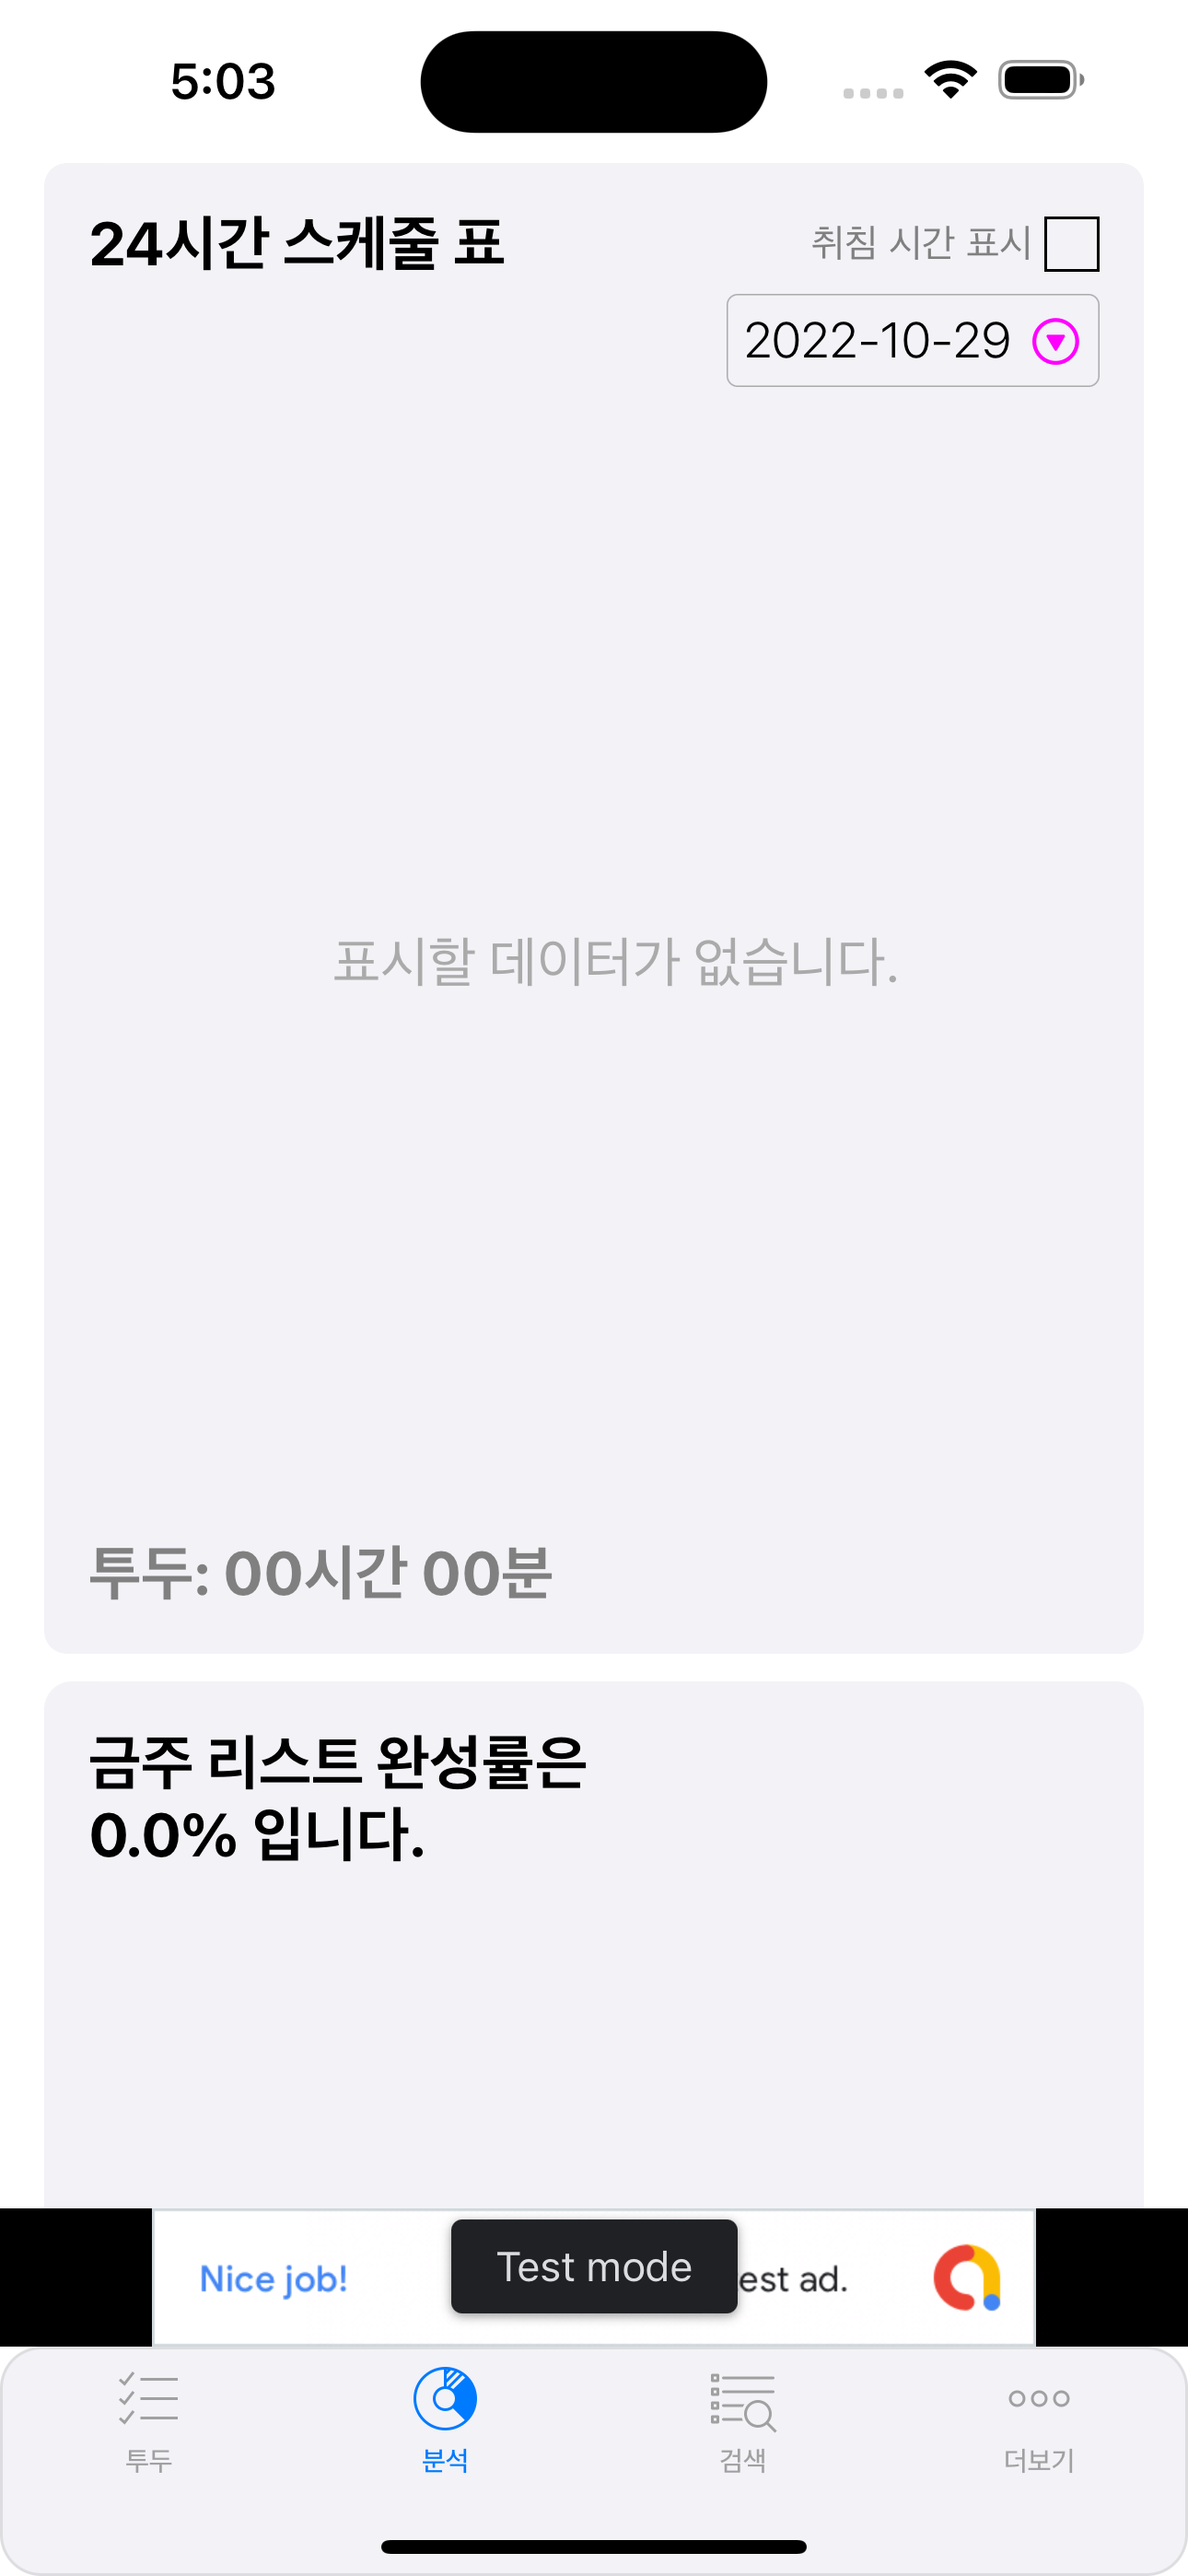 5:03
24시간 스케줄 표
취침 시간 표시
2022-10-29
표시할 데이터가 없습니다.
투두: 00시간 00분
금주 리스트 완성률은
0.0% 입니다.
Nice job!
Test mode
est ad.
투두
분석
검색
더보기